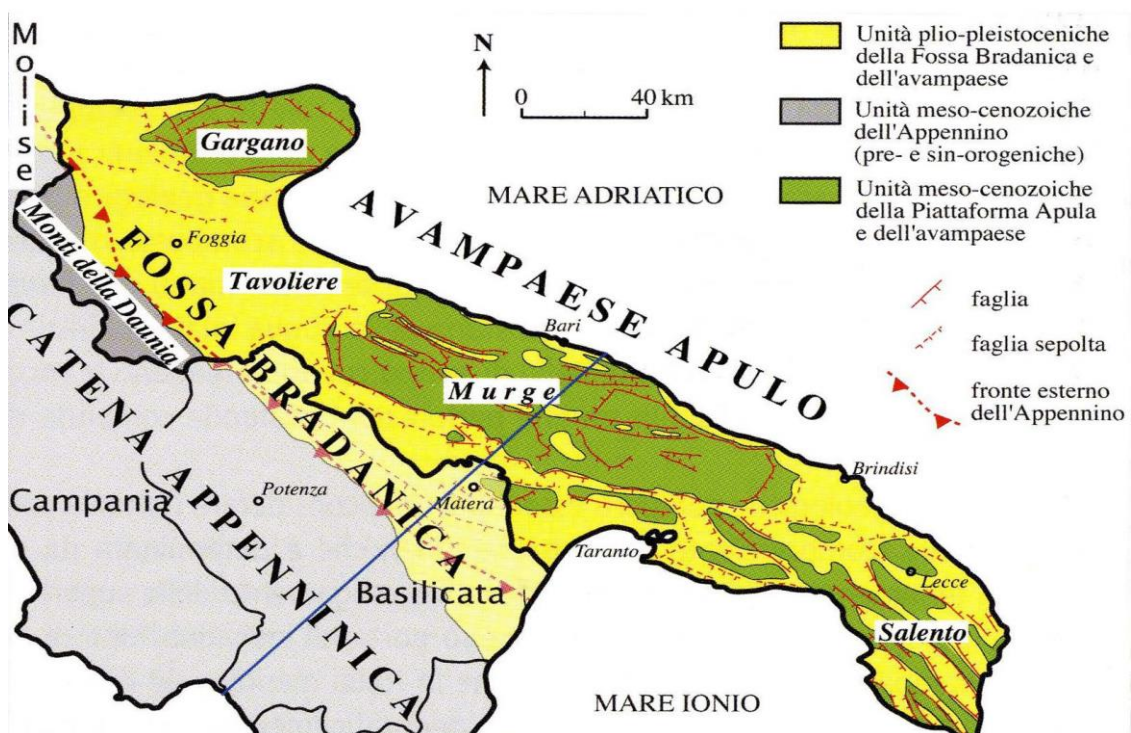 Molise
N
0 40 km
Unità plio-pleistoceniche
della Fossa Bradanica e
dell'avampaese
Unità meso-cenozoiche
dell'Appennino
(pre- e sin-orogeniche)
Unità meso-cenozoiche
della Piattaforma Apula
e dell'avampaese
faglia
faglia sepolta
fronte esterno
dell'Appennino
Gargano
MARE ADRIATICO
AVAMPAESE APULO
Monti della Daunia
Foggia
FOSSA BRADANICA
Tavoliere
CATENA APPENNINICA
Bari
Murge
Brindisi
Campania
Potenza
Matera
Taranto
Basilicata
Lecce
Salento
MARE IONIO